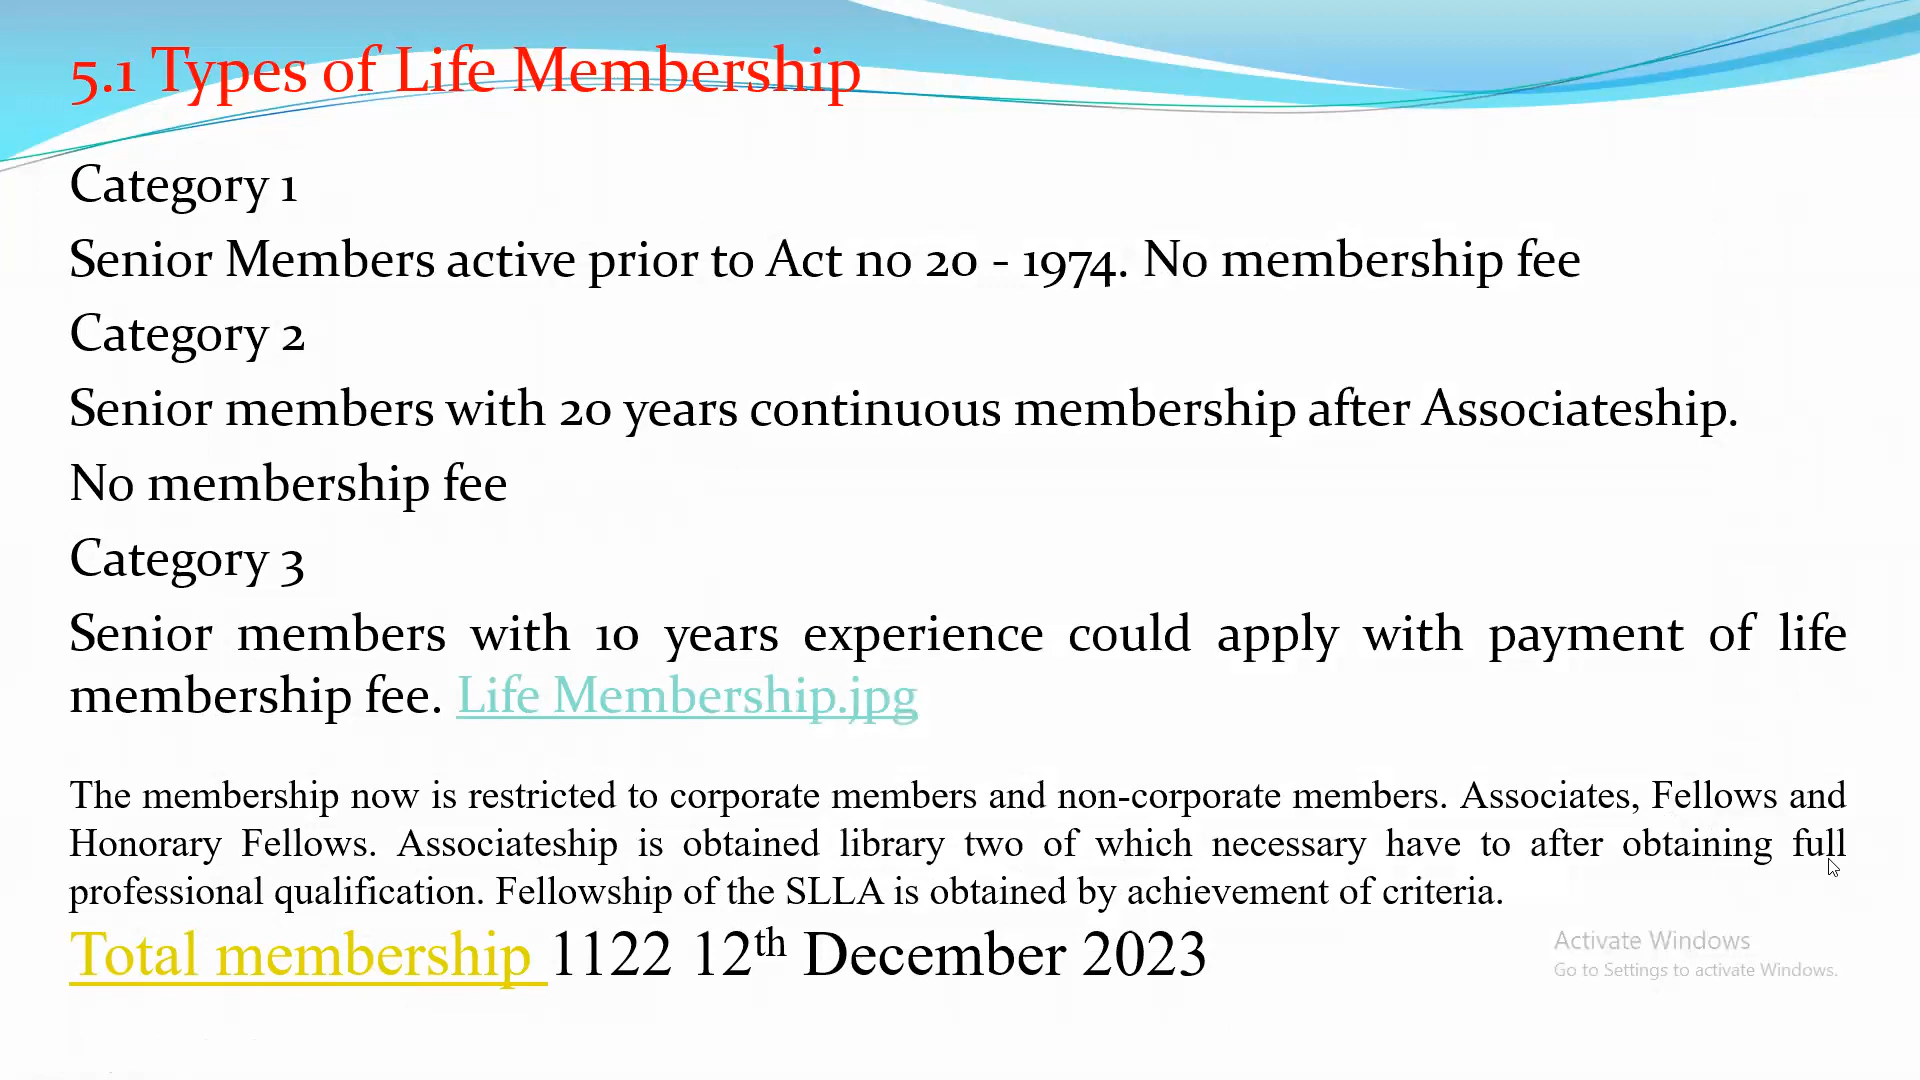 5.1 Types of Life Membership
Category 1
Senior Members active prior to Act no 20 - 1974. No membership fee
Category 2
Senior members with 20 years continuous membership after Associateship.
No membership fee
Category 3
Senior members with 10 years experience could apply with payment of life
membership fee. Life Membership.jpg
The membership now is restricted to corporate members and non-corporate members. Associates, Fellows and
Honorary Fellows. Associateship is obtained library two of which necessary have to after obtaining full
professional qualification. Fellowship of the SLLA is obtained by achievement of criteria.
Total membership 1122 12th December 2023
Activate Windows
Go to Settings to activate Windows.